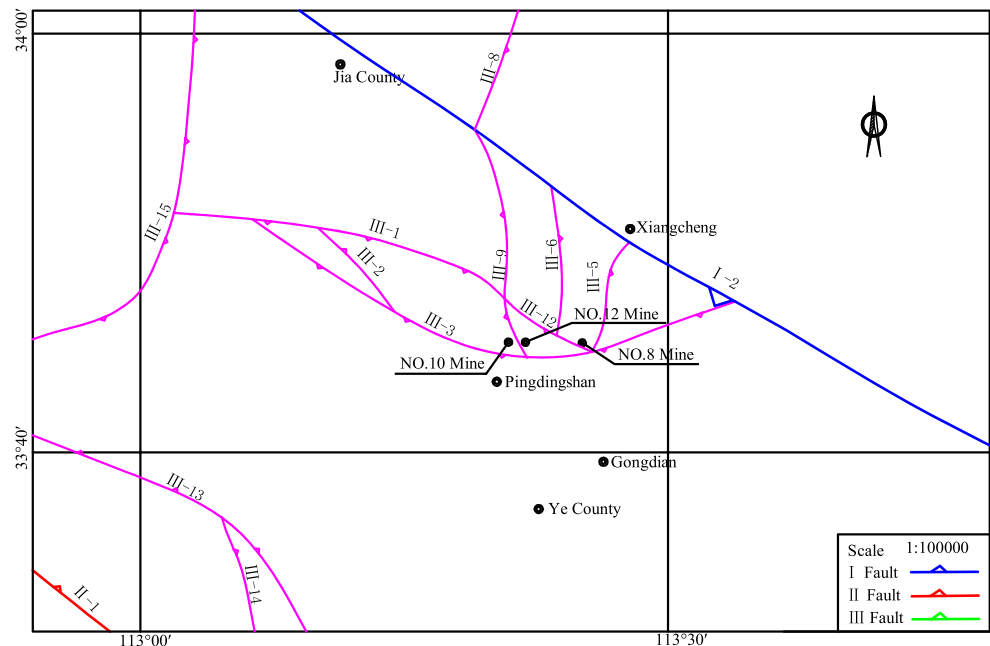 34°00′
Jia County
III-8
III-15
III-1
III-2
III-3
III-9
III-6
III-5
Xiangcheng
I-2
III-12
NO.12 Mine
NO.10 Mine
NO.8 Mine
Pingdingshan
33°40′
Gongdian
Ye County
III-13
III-14
II-1
Scale 1:100000
I Fault
II Fault
III Fault
113°00′
113°30′